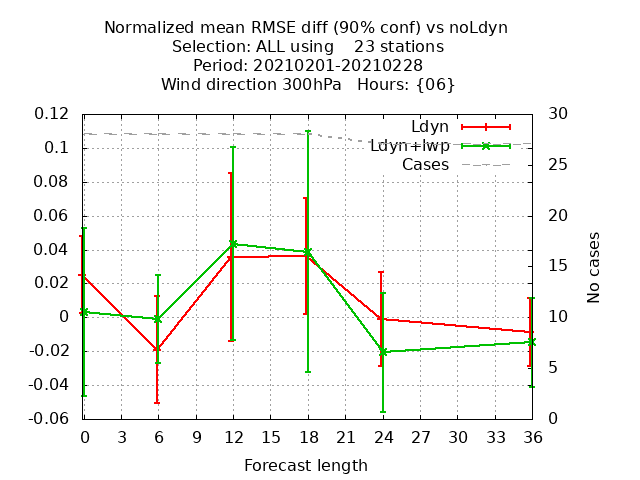 Normalized mean RMSE diff (90% conf) vs noLdyn
Selection: ALL using    23 stations
Period: 20210201-20210228
Wind direction 300hPa   Hours: {06}
0.12
0.1
0.08
0.06
0.04
0.02
0
-0.02
-0.04
-0.06
30
25
20
15
10
5
0
Ldyn
Ldyn+lwp
Cases
No cases
0 3 6 9 12 15 18 21 24 27 30 33 36
Forecast length